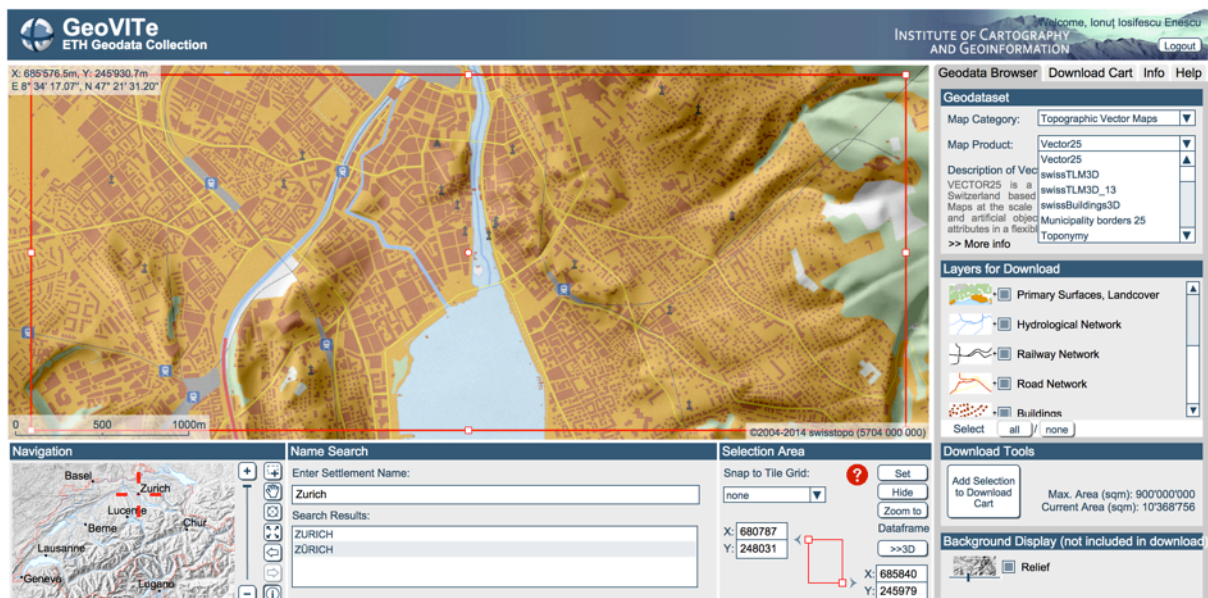 GeoVITe
ETH Geodata Collection
Welcome, Ionuț Iosifescu Enescu
INSTITUTE OF CARTOGRAPHY
AND GEOINFORMATION
Logout
X: 685'576.5m, Y: 245'930.7m
E 8° 34' 17.07", N 47° 21' 31.20"
0 500 1000m
©2004-2014 swisstopo (5704 000 000)
Geodata Browser Download Cart Info Help
Geodataset
Map Category: Topographic Vector Maps
Map Product: Vector25
Vector25
swissTLM3D
swissTLM3D_13
swissBuildings3D
Municipality borders 25
Toponymy
Description of Vec
VECTOR25 is a
Switzerland based
Maps at the scale
and artificial objec
attributes in a flexibl
>> More info
Layers for Download
Primary Surfaces, Landcover
Hydrological Network
Railway Network
Road Network
Buildings
Select all / none
Navigation
Basel
Zurich
Lucerne
Berne
Chur
Lausanne
Geneva
Lugano
Name Search
Enter Settlement Name:
Zurich
Search Results:
ZURICH
ZÜRICH
Selection Area
Snap to Tile Grid:
none
?
Set
Hide
Zoom to
Dataframe
>>3D
X: 680787
Y: 248031
X: 685840
Y: 245979
Download Tools
Add Selection
to Download
Cart
Max. Area (sqm): 900'000'000
Current Area (sqm): 10'368'756
Background Display (not included in download)
Relief